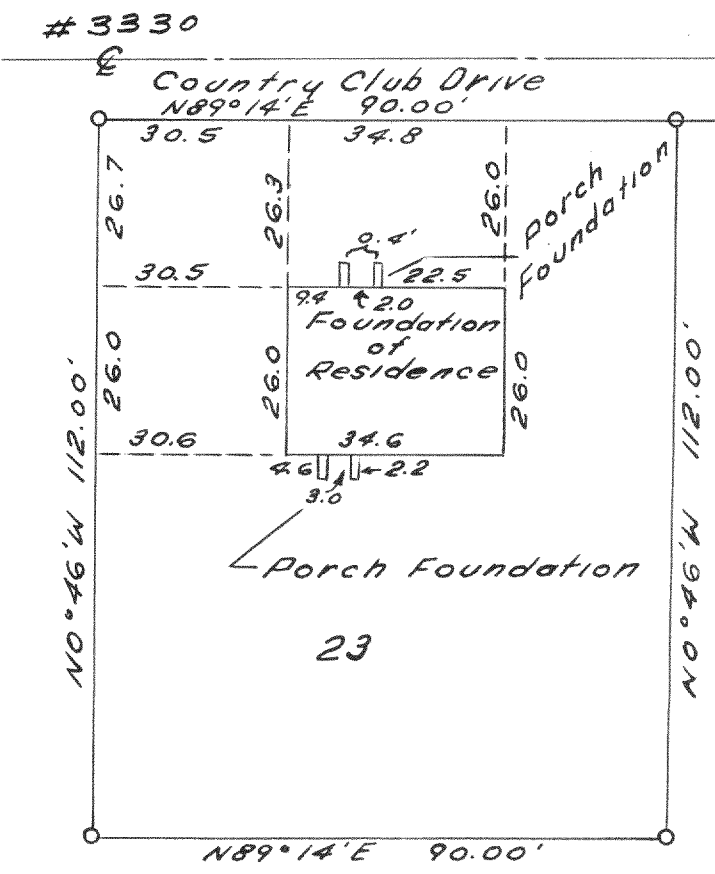 # 3330
℄
Country Club Drive
N89°14'E 90.00'
30.5 34.8
26.7
26.3
26.0
Porch
Foundation
0.4'
30.5
22.5
9.4 2.0
Foundation
of
Residence
26.0
26.0
26.0
30.6
34.6
4.6 2.2
3.0
Porch Foundation
N0°46'W 112.00'
N0°46'W 112.00'
23
N89°14'E 90.00'